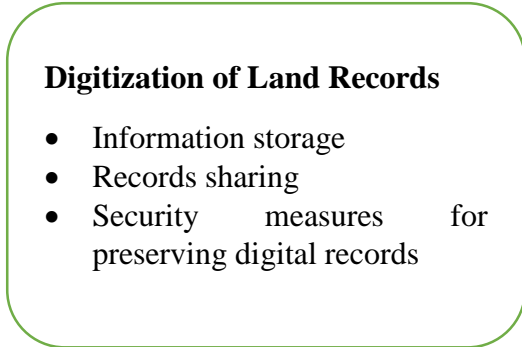 Digitization of Land Records
• Information storage
• Records sharing
• Security measures for
preserving digital records